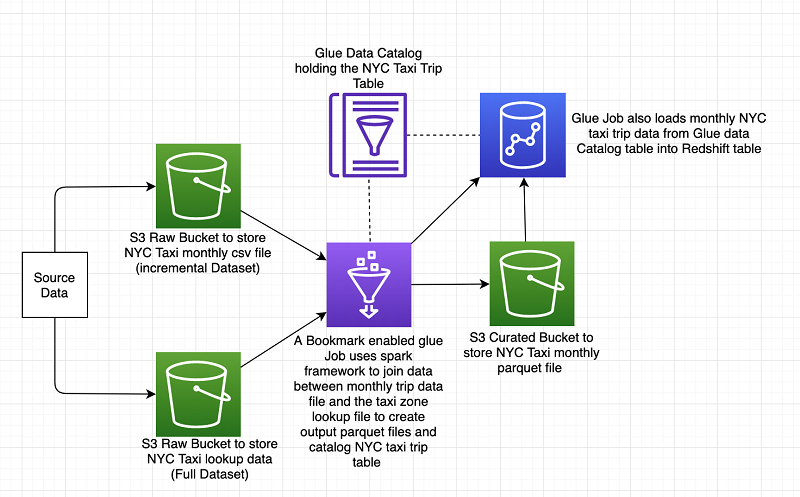 Glue Data Catalog
holding the NYC Taxi Trip
Table
Glue Job also loads monthly NYC
taxi trip data from Glue data
Catalog table into Redshift table
S3 Raw Bucket to store
NYC Taxi monthly csv file
(incremental Dataset)
Source
Data
A Bookmark enabled glue
Job uses spark
framework to join data
between monthly trip data
file and the taxi zone
lookup file to create
output parquet files and
catalog NYC taxi trip
table
S3 Curated Bucket to
store NYC Taxi monthly
parquet file
S3 Raw Bucket to store
NYC Taxi lookup data
(Full Dataset)